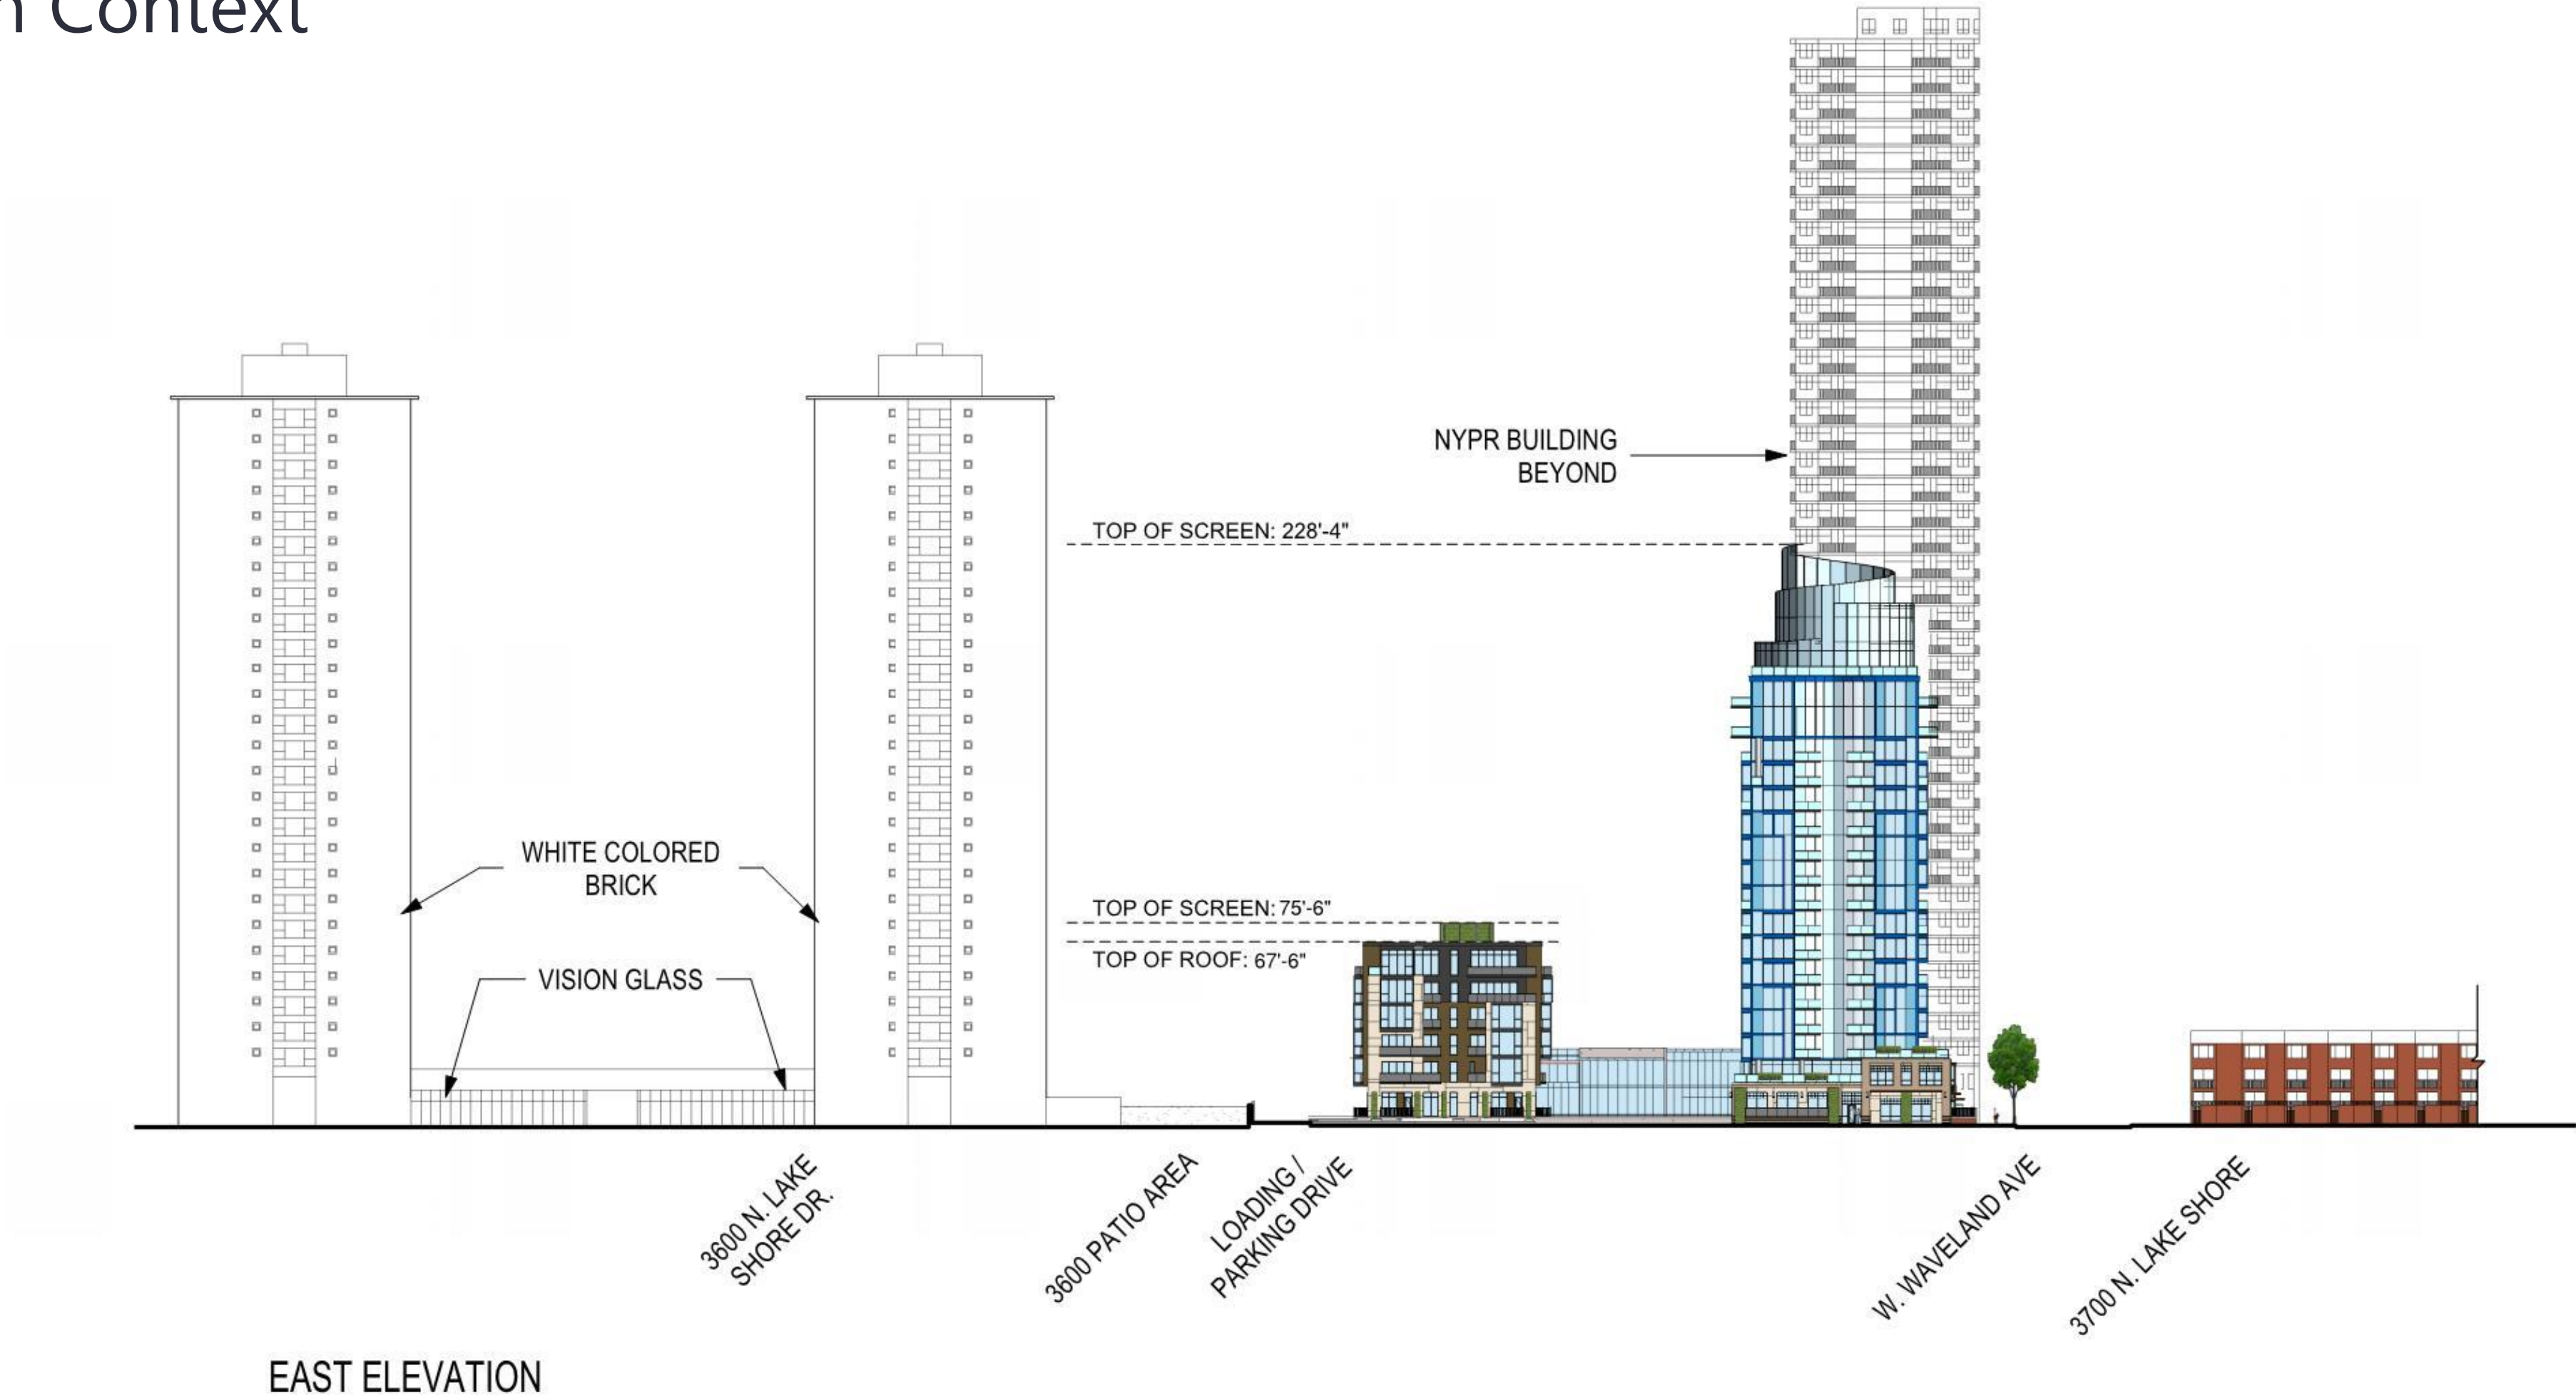 Context
NYPR BUILDING
BEYOND
TOP OF SCREEN: 228'-4"
WHITE COLORED
BRICK
TOP OF SCREEN: 75'-6"
TOP OF ROOF: 67'-6"
VISION GLASS
3600 N. LAKE
SHORE DR.
3600 PATIO AREA
LOADING /
PARKING DRIVE
W. WAVELAND AVE
3700 N. LAKE SHORE
EAST ELEVATION